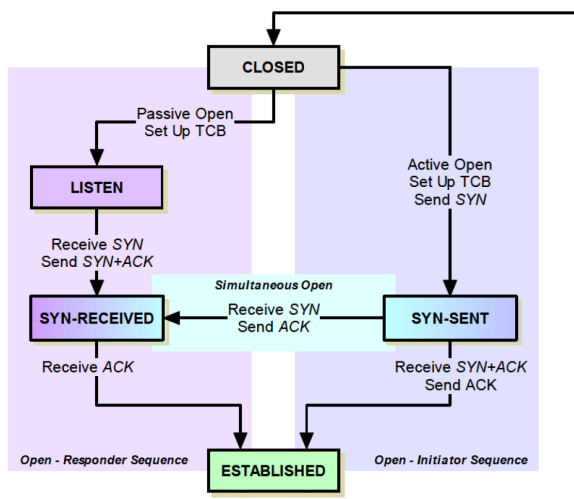 CLOSED
Passive Open
Set Up TCB
LISTEN
Active Open
Set Up TCB
Send SYN
Receive SYN
Send SYN+ACK
Simultaneous Open
SYN-RECEIVED
Receive SYN
Send ACK
SYN-SENT
Receive ACK
Receive SYN+ACK
Send ACK
Open - Responder Sequence
ESTABLISHED
Open - Initiator Sequence